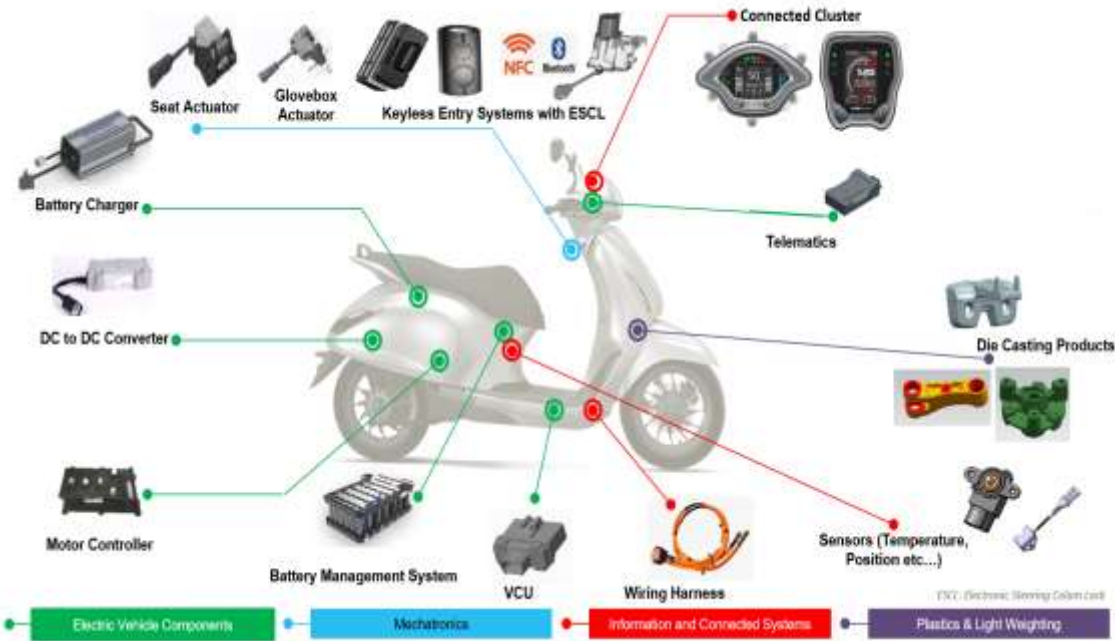 Connected Cluster
NFC
Bluetooth
Seat Actuator
Glovebox
Actuator
Keyless Entry Systems with ESCL
Battery Charger
Telematics
DC to DC Converter
Die Casting Products
Motor Controller
Battery Management System
VCU
Wiring Harness
Sensors (Temperature,
Position etc...)
ESCL: Electronic Steering Column Lock
Electric Vehicle Components
Mechatronics
Information and Connected Systems
Plastics & Light Weighting